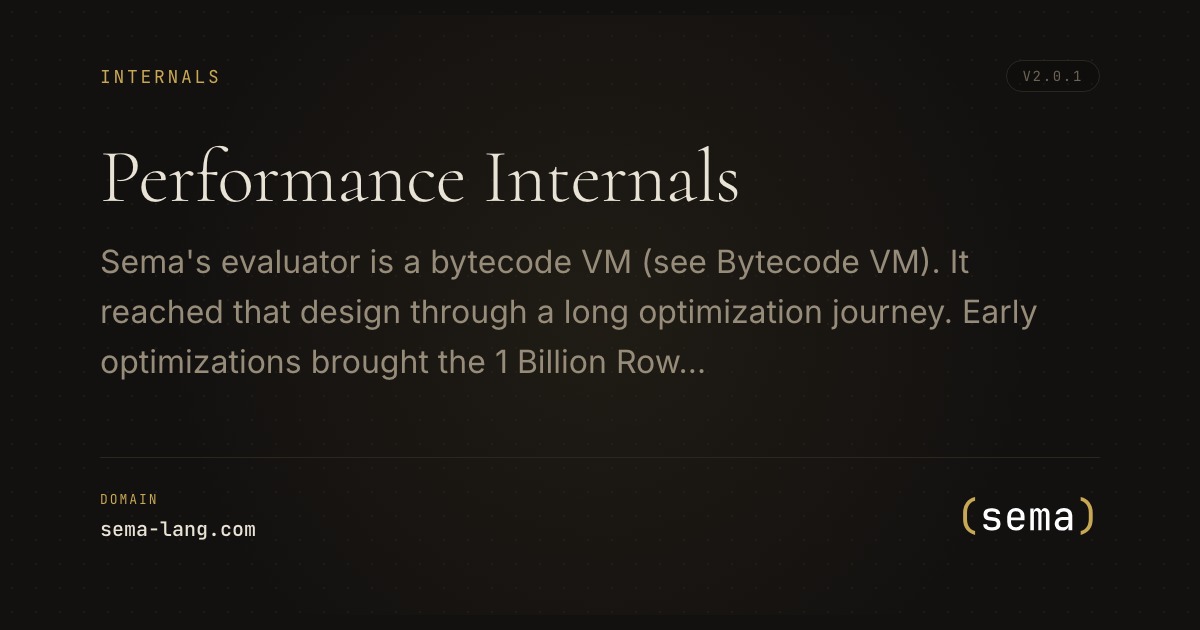 INTERNALS
V2.0.1
Performance Internals
Sema's evaluator is a bytecode VM (see Bytecode VM). It
reached that design through a long optimization journey. Early
optimizations brought the 1 Billion Row...
DOMAIN
sema-lang.com
(sema)